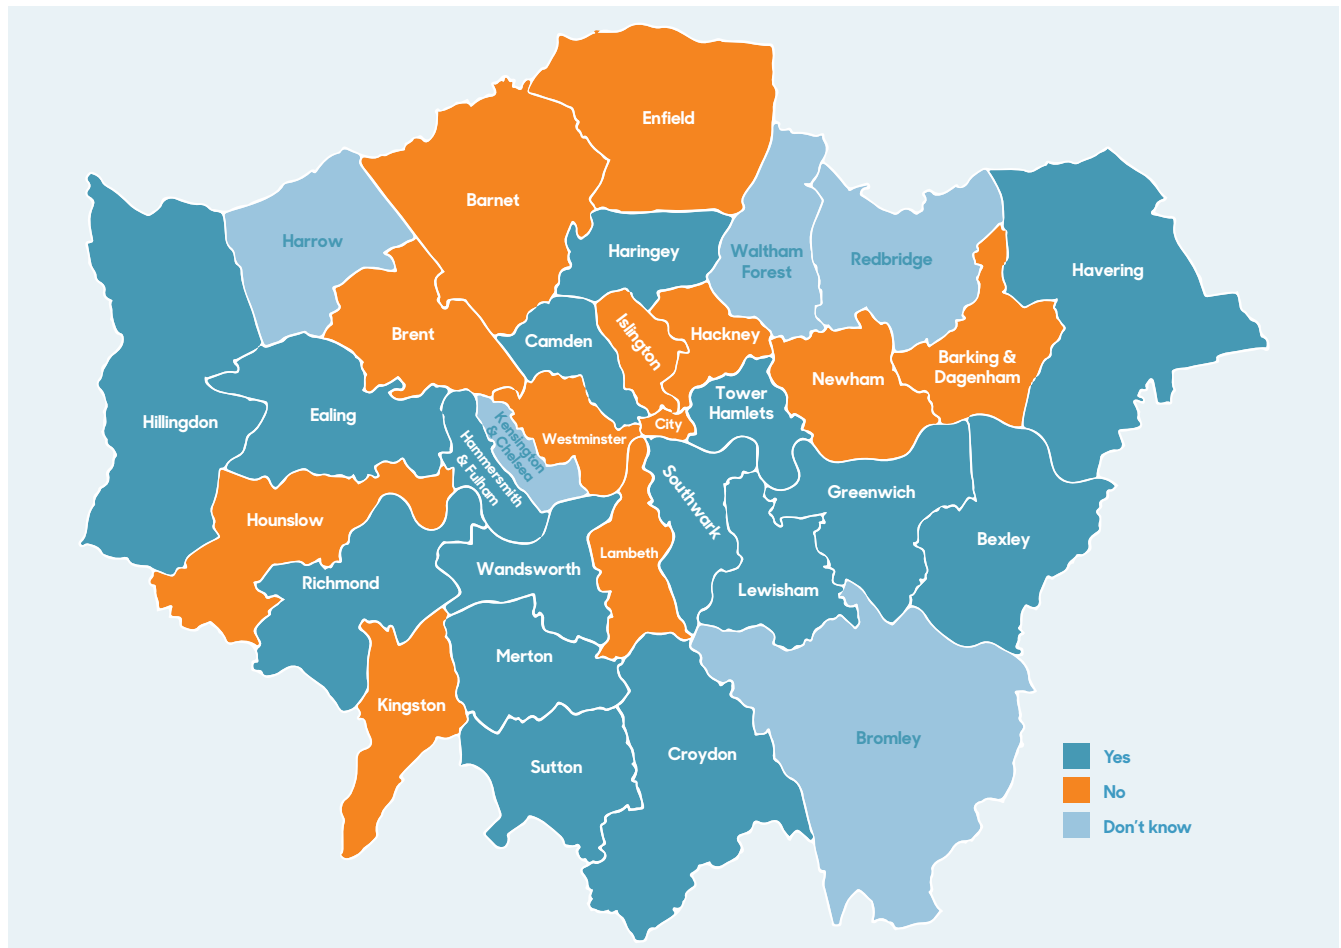 Enfield
Barnet
Harrow
Haringey
Waltham
Forest
Redbridge
Havering
Brent
Camden
Islington
Hackney
Newham
Barking &
Dagenham
Hillingdon
Ealing
Tower
Hamlets
Hammersmith
& Fulham
Kensington
& Chelsea
Westminster
City
Southwark
Greenwich
Hounslow
Bexley
Richmond
Wandsworth
Lambeth
Lewisham
Merton
Kingston
Sutton
Croydon
Bromley
Yes
No
Don't know